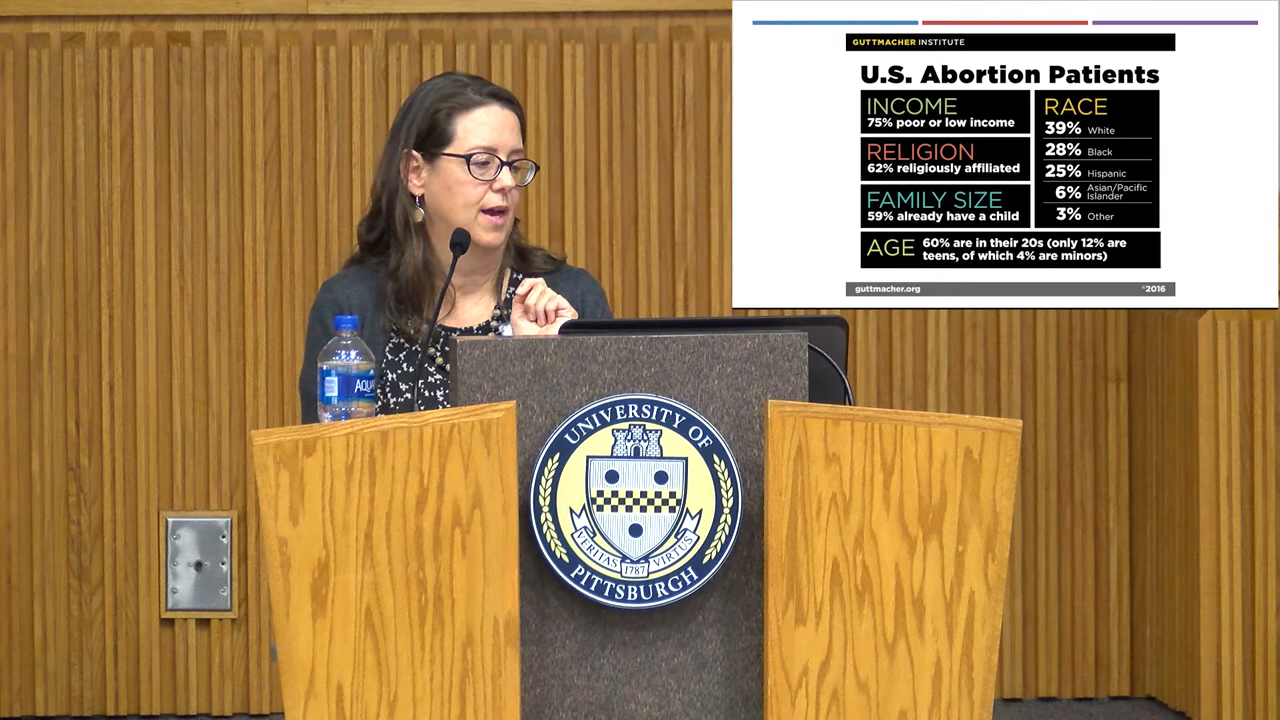 GUTTMACHER INSTITUTE
U.S. Abortion Patients
INCOME
75% poor or low income
RELIGION
62% religiously affiliated
FAMILY SIZE
59% already have a child
RACE
39% White
28% Black
25% Hispanic
6% Asian/Pacific
Islander
3% Other
AGE 60% are in their 20s (only 12% are
teens, of which 4% are minors)
guttmacher.org ©2016
AQUA
UNIVERSITY OF
VERITAS 1787 VIRTUS
PITTSBURGH